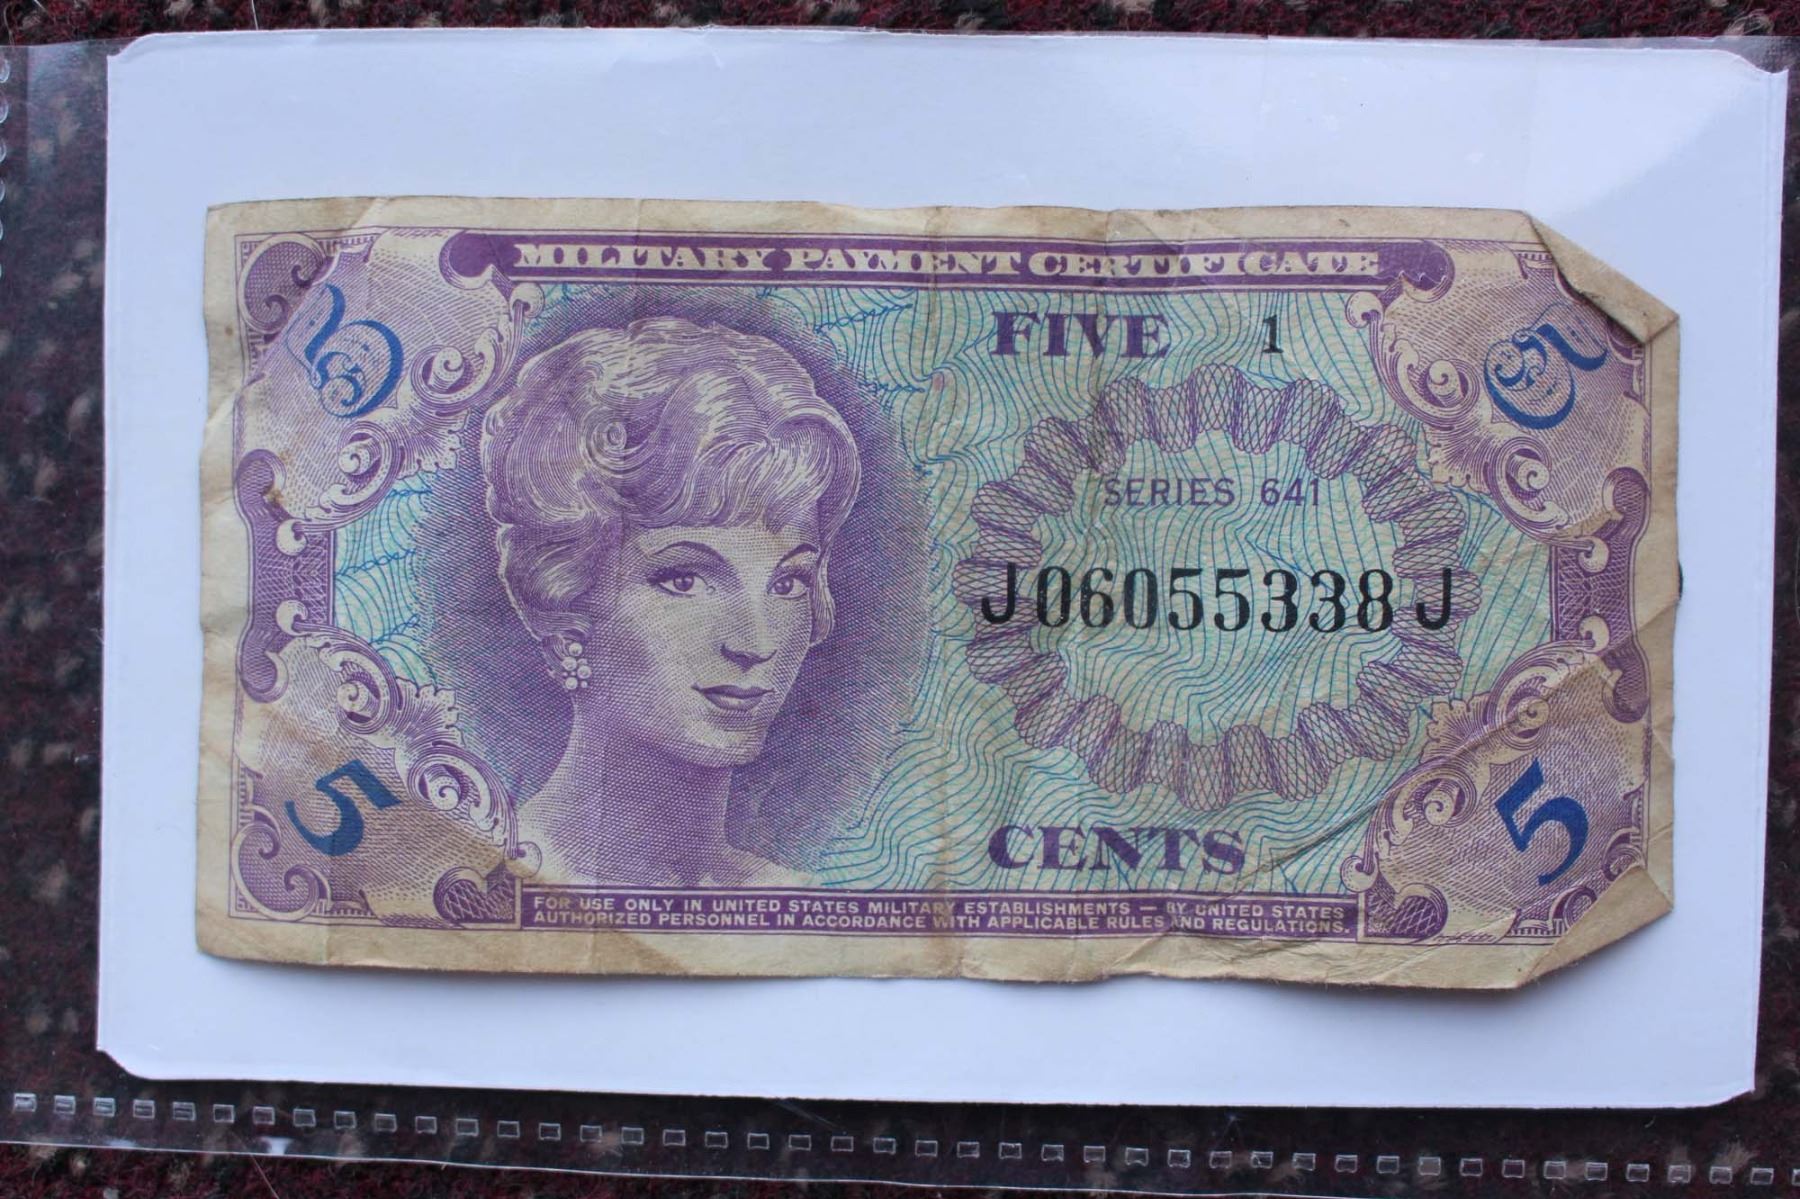 MILITARY PAYMENT CERTIFICATE
5
5
FIVE 1
SERIES 641
J06055338J
5
5
CENTS
FOR USE ONLY IN UNITED STATES MILITARY ESTABLISHMENTS — BY UNITED STATES
AUTHORIZED PERSONNEL IN ACCORDANCE WITH APPLICABLE RULES AND REGULATIONS.